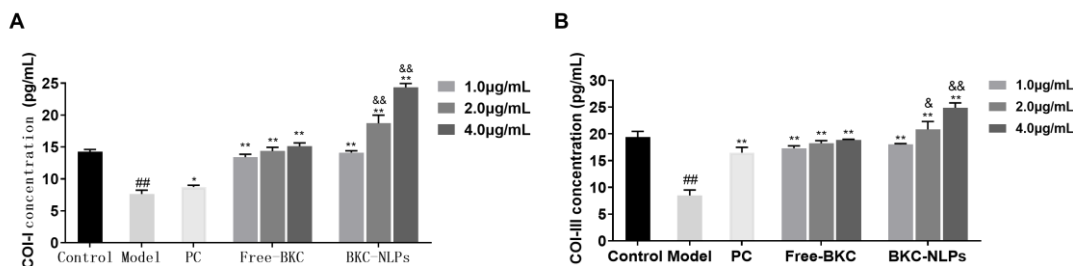 A
COI-I concentration (pg/mL)
25
20
15
10
5
0
##
*
** ** **
** ** **
&& &&
Control Model PC Free-BKC BKC-NLPs
1.0μg/mL
2.0μg/mL
4.0μg/mL
B
COI-III concentration (pg/mL)
30
25
20
15
10
5
0
##
**
** ** **
** ** **
& &&
Control Model PC Free-BKC BKC-NLPs
1.0μg/mL
2.0μg/mL
4.0μg/mL